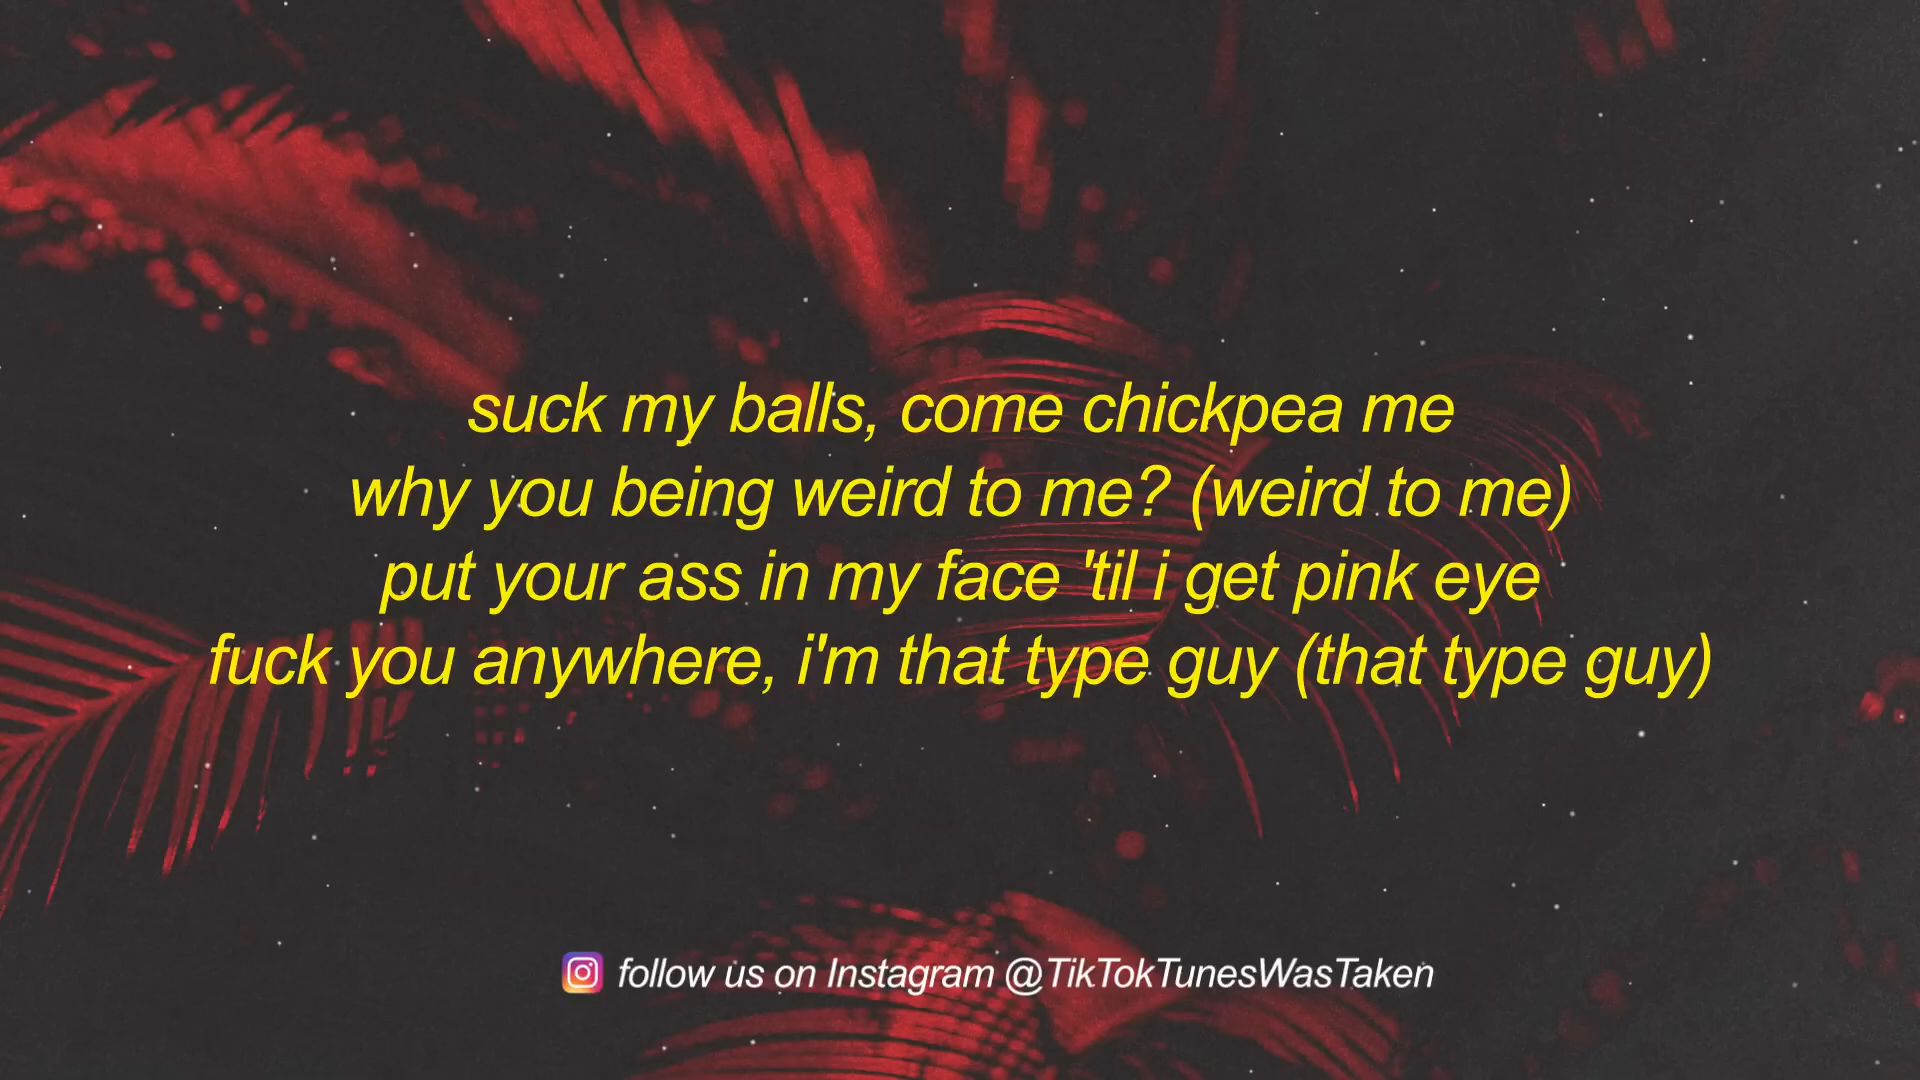 suck my balls, come chickpea me
why you being weird to me? (weird to me)
put your ass in my face 'til i get pink eye
fuck you anywhere, i'm that type guy (that type guy)
follow us on Instagram @TikTokTunesWasTaken